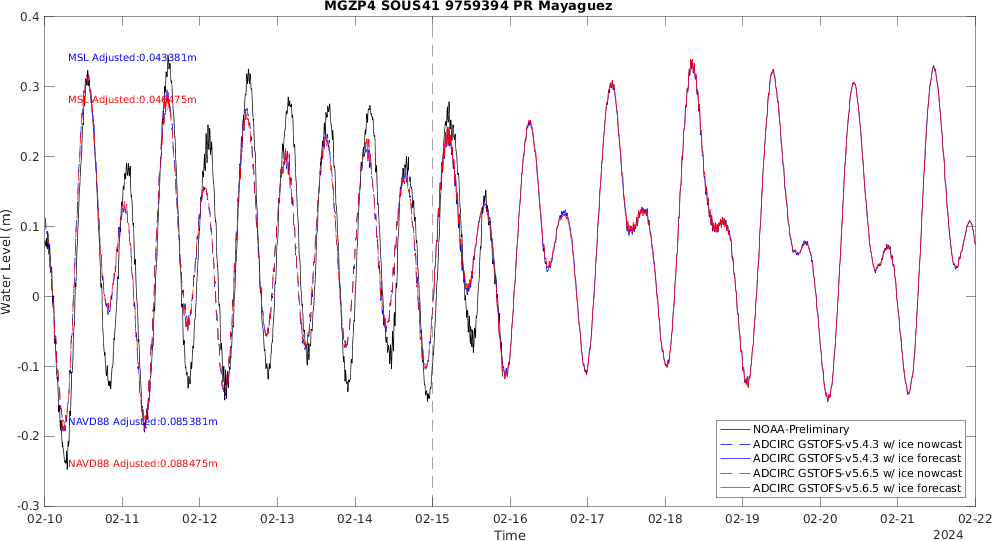 MGZP4 SOUS41 9759394 PR Mayaguez
0.4
0.3
0.2
0.1
0
-0.1
-0.2
-0.3
Water Level (m)
MSL Adjusted:0.043381m
MSL Adjusted:0.046475m
NAVD88 Adjusted:0.085381m
NAVD88 Adjusted:0.088475m
NOAA-Preliminary
ADCIRC GSTOFS-v5.4.3 w/ ice nowcast
ADCIRC GSTOFS-v5.4.3 w/ ice forecast
ADCIRC GSTOFS-v5.6.5 w/ ice nowcast
ADCIRC GSTOFS-v5.6.5 w/ ice forecast
02-10 02-11 02-12 02-13 02-14 02-15 02-16 02-17 02-18 02-19 02-20 02-21 02-22
Time
2024